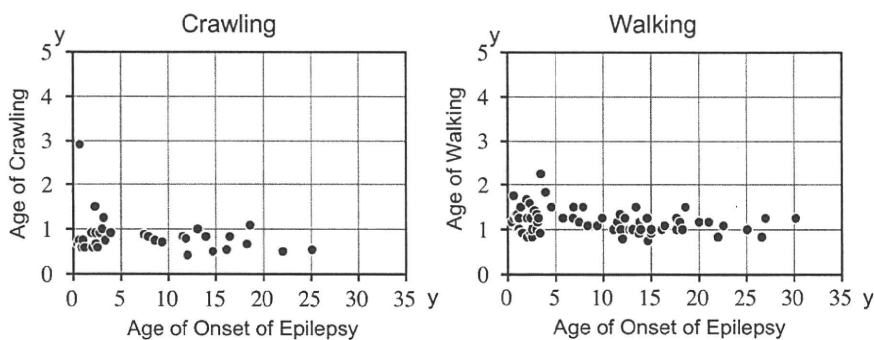 Crawling
y
5
4
3
2
1
0
0 5 10 15 20 25 30 35 y
Age of Crawling
Age of Onset of Epilepsy
Walking
y
5
4
3
2
1
0
0 5 10 15 20 25 30 35 y
Age of Walking
Age of Onset of Epilepsy